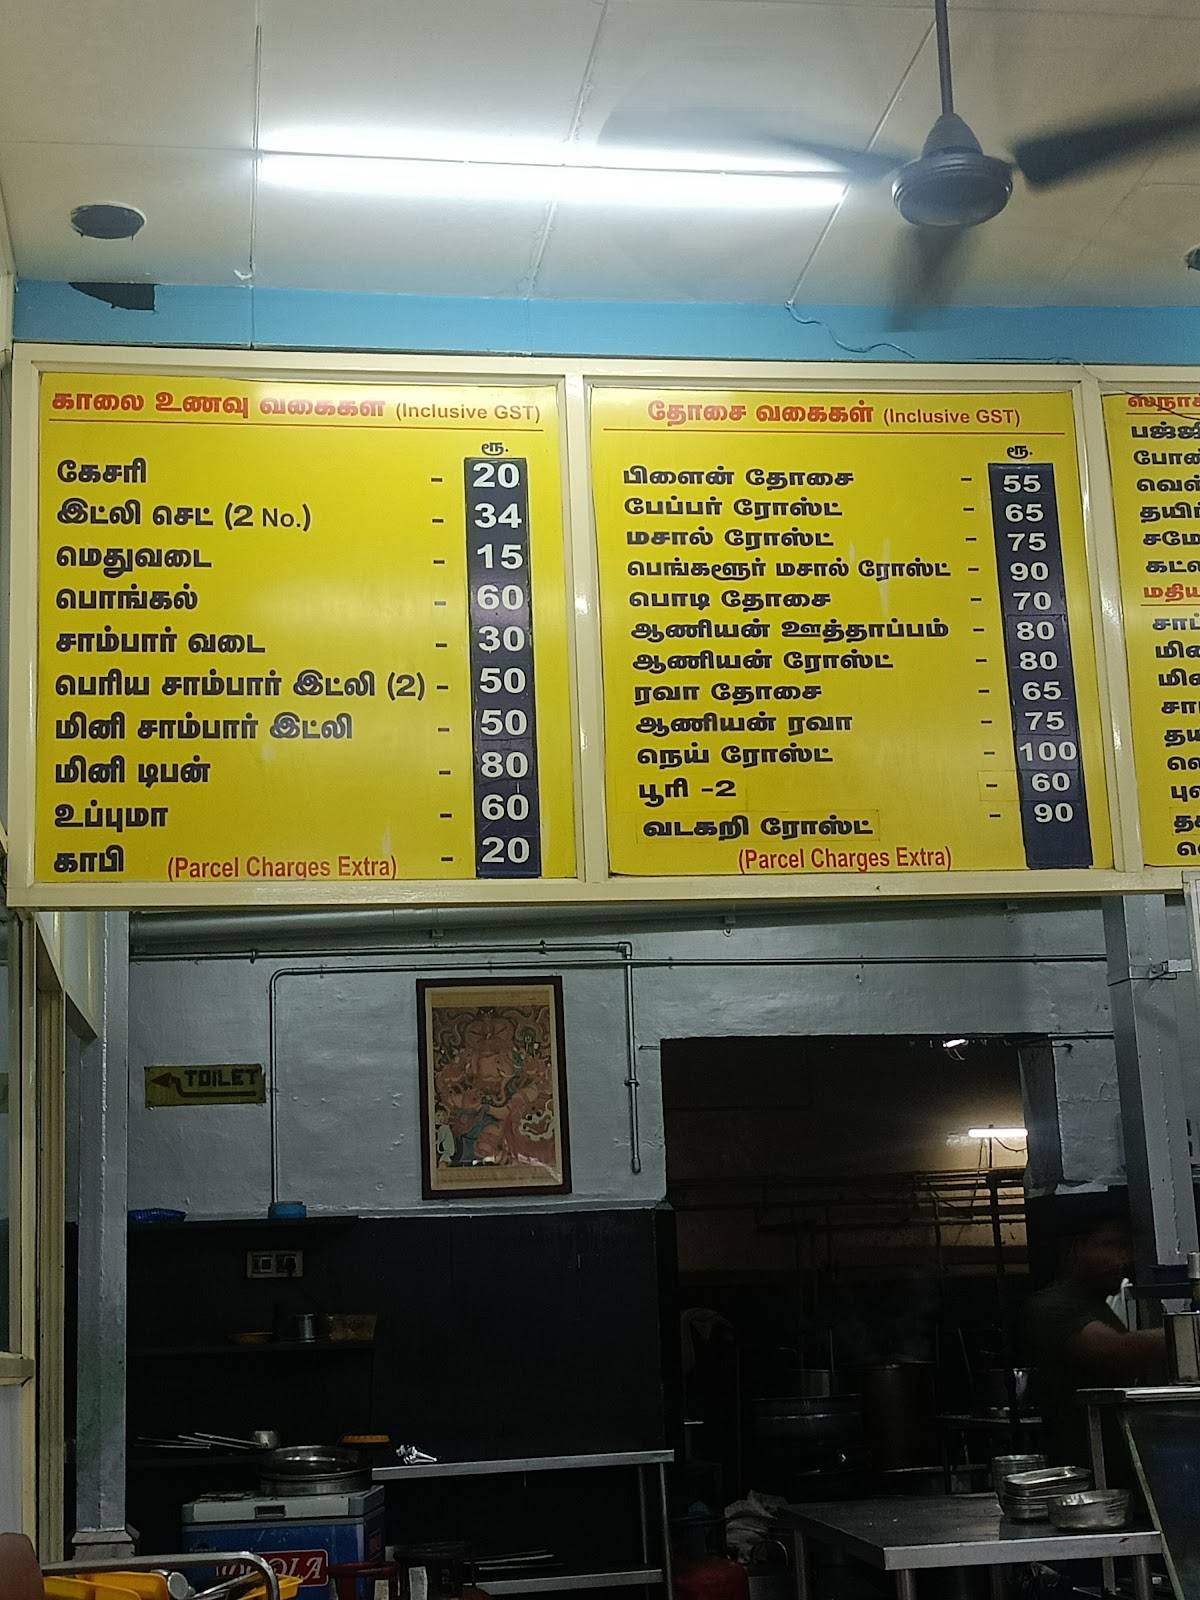 காலை உணவு வகைகள் (Inclusive GST)
ரூ.
கேசரி - 20
இட்லி செட் (2 No.) - 34
மெதுவடை - 15
பொங்கல் - 60
சாம்பார் வடை - 30
பெரிய சாம்பார் இட்லி (2) - 50
மினி சாம்பார் இட்லி - 50
மினி டிபன் - 80
உப்புமா - 60
காபி - 20
(Parcel Charges Extra)
தோசை வகைகள் (Inclusive GST)
ரூ.
பிளைன் தோசை - 55
பேப்பர் ரோஸ்ட் 65
மசால் ரோஸ்ட் - 75
பெங்களூர் மசால் ரோஸ்ட் - 90
பொடி தோசை - 70
ஆணியன் ஊத்தாப்பம் - 80
ஆணியன் ரோஸ்ட் - 80
ரவா தோசை - 65
ஆணியன் ரவா - 75
நெய் ரோஸ்ட் - 100
பூரி -2 - 60
வடகறி ரோஸ்ட் - 90
(Parcel Charges Extra)
TOILET